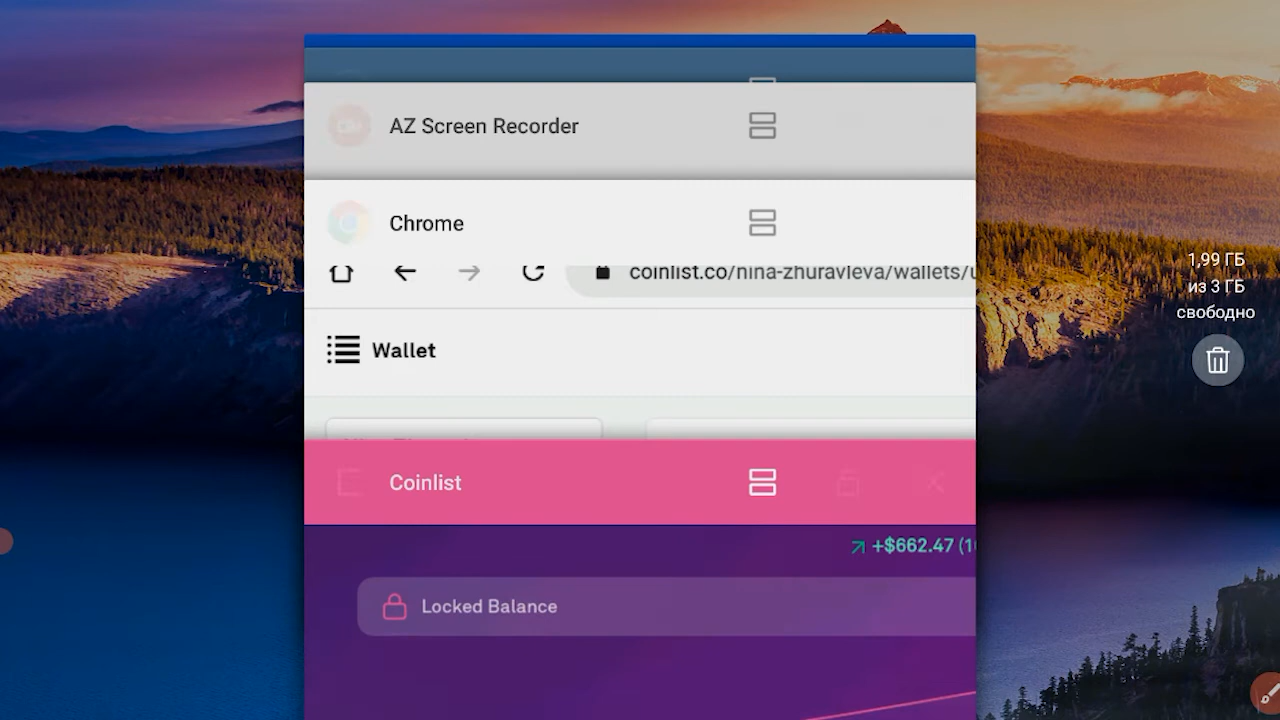 AZ Screen Recorder
Chrome
coinlist.co/nina-zhuravleva/wallets/u
Wallet
1,99 ГБ
из 3 ГБ
свободно
Coinlist
+$662.47 (1
Locked Balance